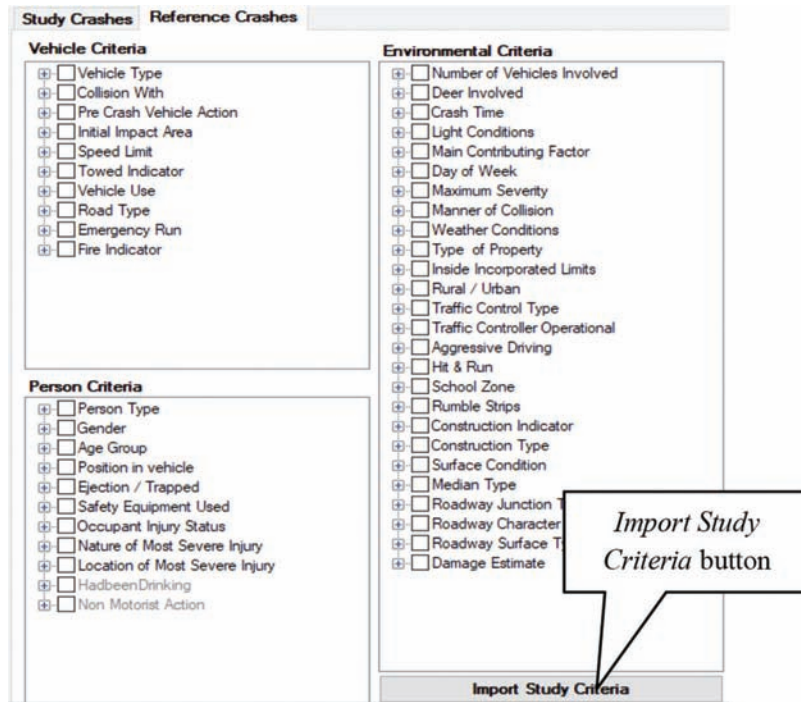 Study Crashes Reference Crashes
Vehicle Criteria
Vehicle Type
Collision With
Pre Crash Vehicle Action
Initial Impact Area
Speed Limit
Towed Indicator
Vehicle Use
Road Type
Emergency Run
Fire Indicator
Person Criteria
Person Type
Gender
Age Group
Position in vehicle
Ejection / Trapped
Safety Equipment Used
Occupant Injury Status
Nature of Most Severe Injury
Location of Most Severe Injury
HadbeenDrinking
Non Motorist Action
Environmental Criteria
Number of Vehicles Involved
Deer Involved
Crash Time
Light Conditions
Main Contributing Factor
Day of Week
Maximum Severity
Manner of Collision
Weather Conditions
Type of Property
Inside Incorporated Limits
Rural / Urban
Traffic Control Type
Traffic Controller Operational
Aggressive Driving
Hit & Run
School Zone
Rumble Strips
Construction Indicator
Construction Type
Surface Condition
Median Type
Roadway Junction T
Roadway Character
Roadway Surface Ty
Damage Estimate
Import Study Criteria
Import Study
Criteria button